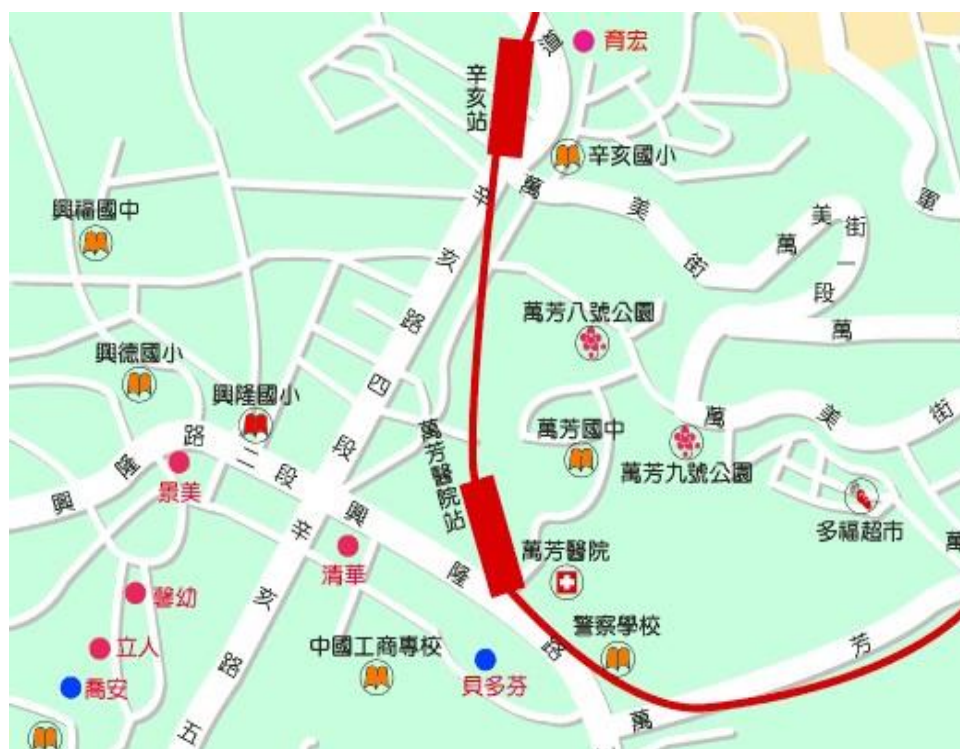 育宏
辛亥站
辛亥國小
興福國中
萬美街
萬美街一段
軍
辛亥路四段
萬芳八號公園
萬
興德國小
興隆國小
萬芳國中
萬美街
萬芳九號公園
興隆路二段
景美
萬芳醫院站
多福超市
興隆路
萬芳醫院
清華
萬
馨幼
辛亥路五
立人
中國工商專校
警察學校
喬安
貝多芬
萬芳